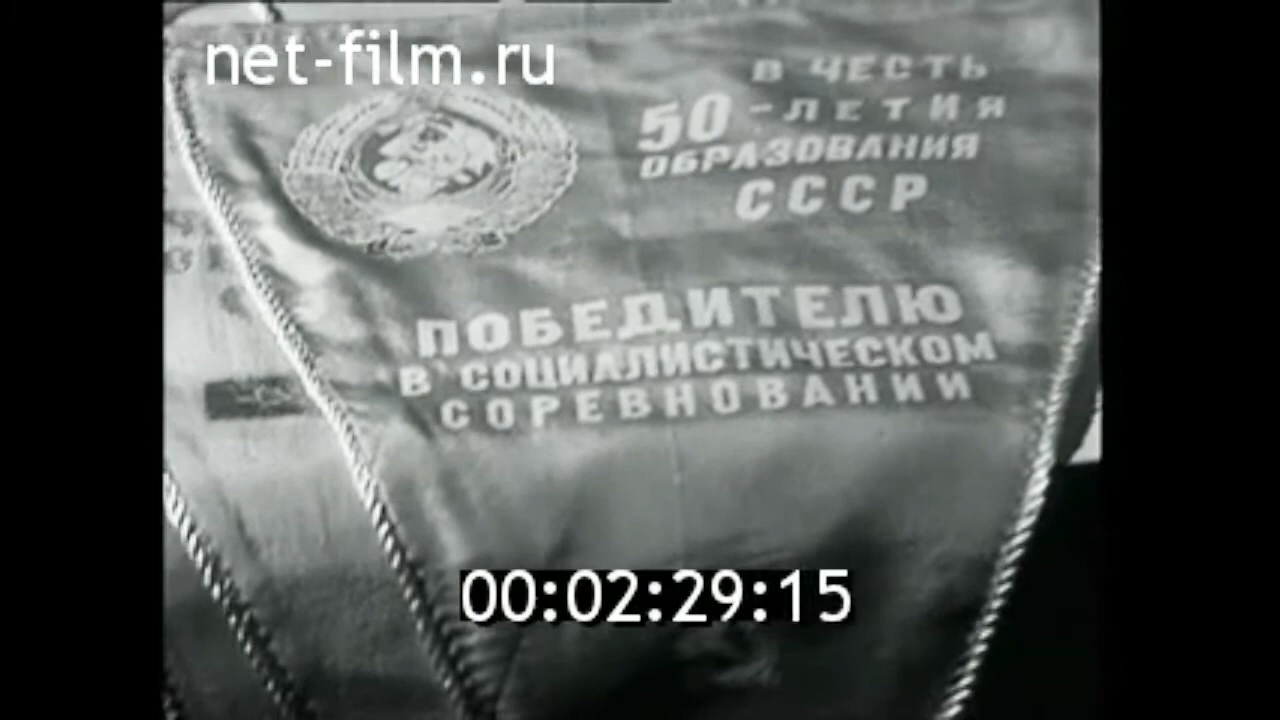 net-film.ru
В ЧЕСТЬ
50-ЛЕТИЯ
ОБРАЗОВАНИЯ
СССР
ПОБЕДИТЕЛЮ
В СОЦИАЛИСТИЧЕСКОМ
СОРЕВНОВАНИИ
00:02:29:15